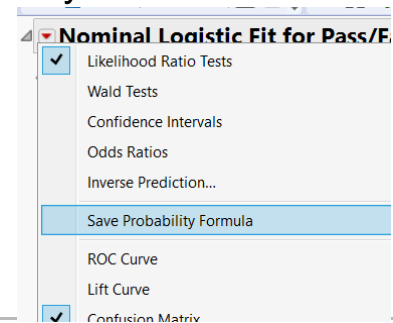 Nominal Logistic Fit for Pass/Fa
Likelihood Ratio Tests
Wald Tests
Confidence Intervals
Odds Ratios
Inverse Prediction...
Save Probability Formula
ROC Curve
Lift Curve
Confusion Matrix